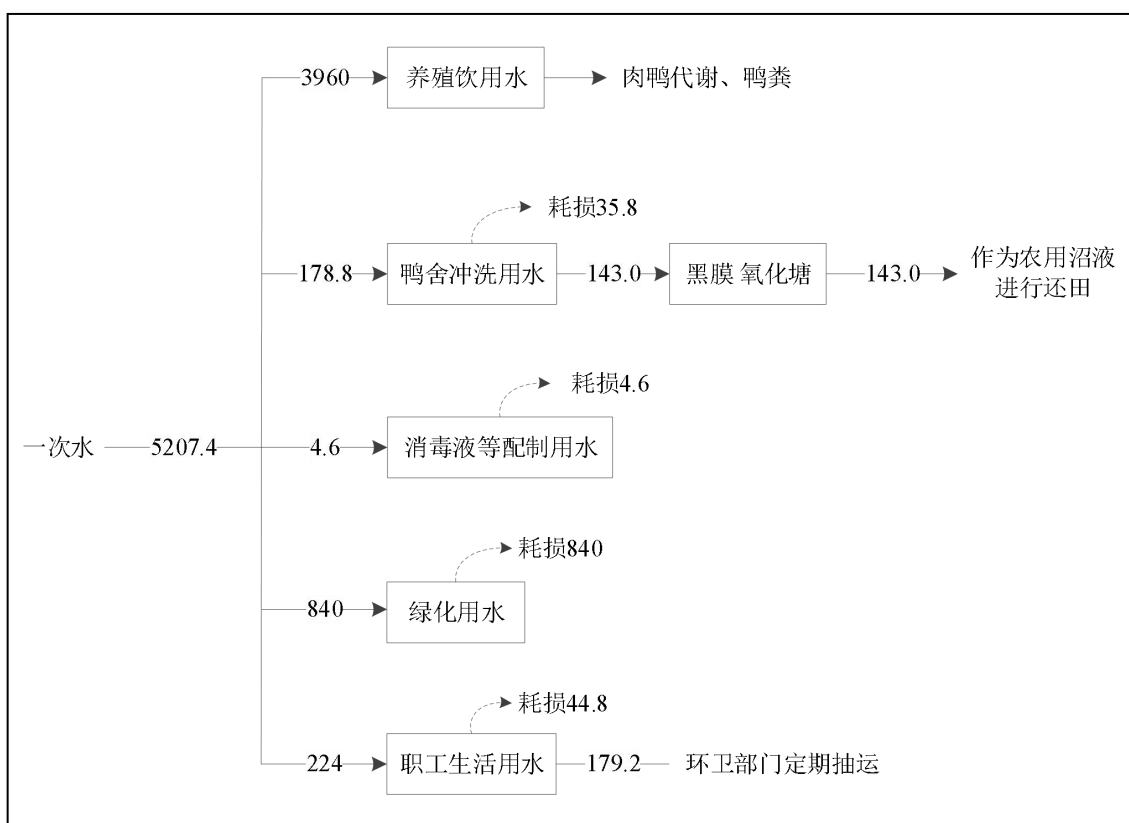 3960
养殖饮用水
肉鸭代谢、鸭粪
耗损35.8
178.8
鸭舍冲洗用水
143.0
黑膜 氧化塘
143.0
作为农用沼液
进行还田
耗损4.6
一次水
5207.4
4.6
消毒液等配制用水
耗损840
840
绿化用水
耗损44.8
224
职工生活用水
179.2
环卫部门定期抽运